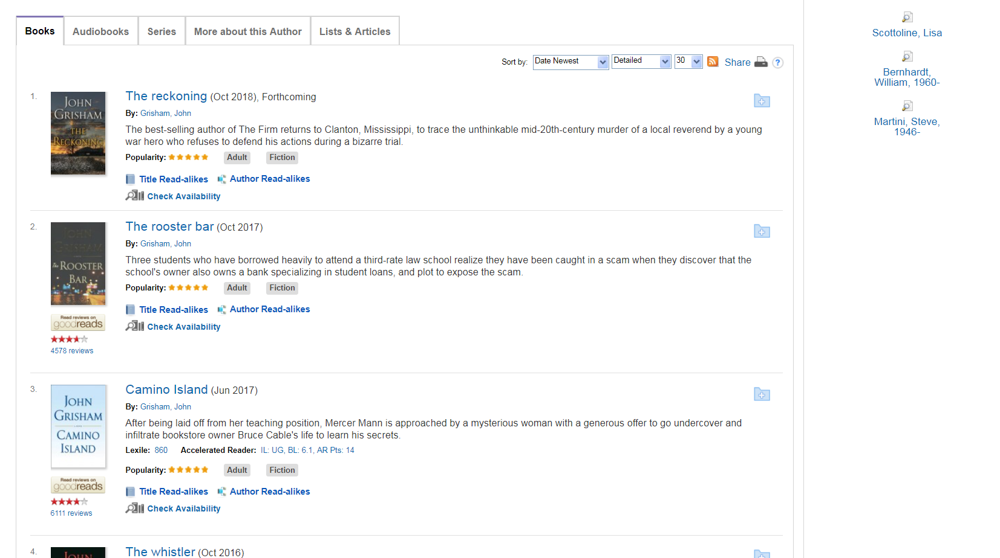 Books
Audiobooks
Series
More about this Author
Lists & Articles
Sort by:
Date Newest
Detailed
30
Share
?
1.
JOHN
GRISHAM
THE
RECKONING
The reckoning (Oct 2018), Forthcoming
By: Grisham, John
The best-selling author of The Firm returns to Clanton, Mississippi, to trace the unthinkable mid-20th-century murder of a local reverend by a young
war hero who refuses to defend his actions during a bizarre trial.
Popularity:
Adult
Fiction
Title Read-alikes
Author Read-alikes
Check Availability
2.
JOHN
GRISHAM
The ROOSTER
BAR
Read reviews on
goodreads
4578 reviews
The rooster bar (Oct 2017)
By: Grisham, John
Three students who have borrowed heavily to attend a third-rate law school realize they have been caught in a scam when they discover that the
school's owner also owns a bank specializing in student loans, and plot to expose the scam.
Popularity:
Adult
Fiction
Title Read-alikes
Author Read-alikes
Check Availability
3.
JOHN
GRISHAM
CAMINO
ISLAND
Read reviews on
goodreads
6111 reviews
Camino Island (Jun 2017)
By: Grisham, John
After being laid off from her teaching position, Mercer Mann is approached by a mysterious woman with a generous offer to go undercover and
infiltrate bookstore owner Bruce Cable's life to learn his secrets.
Lexile: 860 Accelerated Reader: IL: UG, BL: 6.1, AR Pts: 14
Popularity:
Adult
Fiction
Title Read-alikes
Author Read-alikes
Check Availability
4.
JOHN
The whistler (Oct 2016)
Scottoline, Lisa
Bernhardt,
William, 1960-
Martini, Steve,
1946-